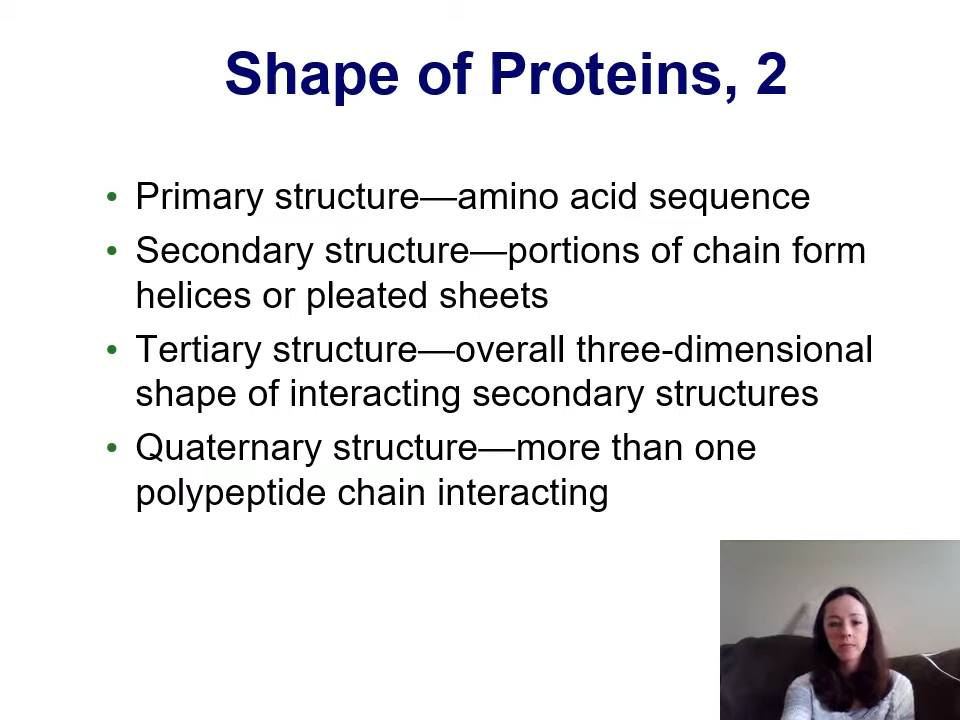 Shape of Proteins, 2
• Primary structure—amino acid sequence
• Secondary structure—portions of chain form
helices or pleated sheets
• Tertiary structure—overall three-dimensional
shape of interacting secondary structures
• Quaternary structure—more than one
polypeptide chain interacting